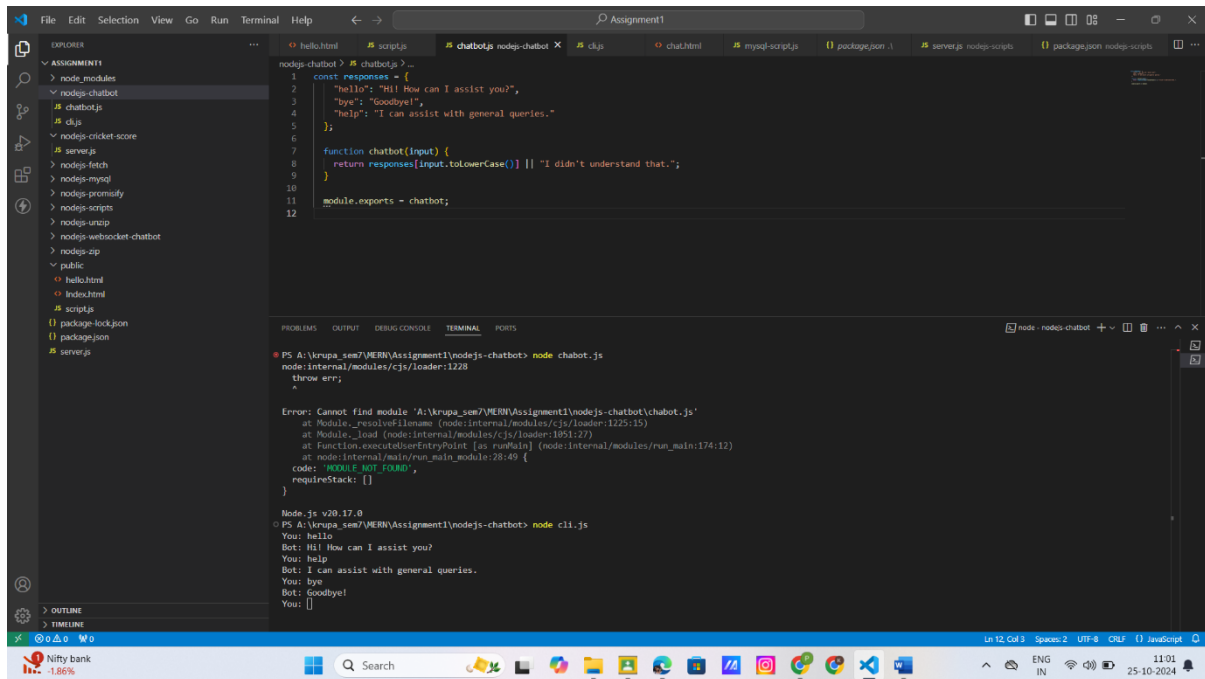 File Edit Selection View Go Run Terminal Help
Assignment1
EXPLORER
hello.html
JS script.js
JS chatbot.js nodejs-chatbot
JS cli.js
chat.html
JS mysql-script.js
{} package.json .\
JS server.js nodejs-scripts
{} package.json nodejs-scripts
ASSIGNMENT1
node_modules
nodejs-chatbot
JS chatbot.js
JS cli.js
nodejs-cricket-score
JS server.js
nodejs-fetch
nodejs-mysql
nodejs-promisify
nodejs-scripts
nodejs-unzip
nodejs-websocket-chatbot
nodejs-zip
public
hello.html
Index.html
JS script.js
{} package-lock.json
{} package.json
JS server.js
OUTLINE
TIMELINE
nodejs-chatbot > JS chatbot.js > ...
1 const responses = {
2 "hello": "Hi! How can I assist you?",
3 "bye": "Goodbye!",
4 "help": "I can assist with general queries."
5 };
6
7 function chatbot(input) {
8 return responses[input.toLowerCase()] || "I didn't understand that.";
9 }
10
11 module.exports = chatbot;
12
PROBLEMS OUTPUT DEBUG CONSOLE TERMINAL PORTS
node - nodejs-chatbot
PS A:\krupa_sem7\MERN\Assignment1\nodejs-chatbot> node chabot.js
node:internal/modules/cjs/loader:1228
throw err;
^
Error: Cannot find module 'A:\krupa_sem7\MERN\Assignment1\nodejs-chatbot\chabot.js'
at Module._resolveFilename (node:internal/modules/cjs/loader:1225:15)
at Module._load (node:internal/modules/cjs/loader:1051:27)
at Function.executeUserEntryPoint [as runMain] (node:internal/modules/run_main:174:12)
at node:internal/main/run_main_module:28:49 {
code: 'MODULE_NOT_FOUND',
requireStack: []
}
Node.js v20.17.0
PS A:\krupa_sem7\MERN\Assignment1\nodejs-chatbot> node cli.js
You: hello
Bot: Hi! How can I assist you?
You: help
Bot: I can assist with general queries.
You: bye
Bot: Goodbye!
You:
0 0 0
Ln 12, Col 3 Spaces: 2 UTF-8 CRLF {} JavaScript
Nifty bank
-1.86%
Search
ENG
IN
11:01
25-10-2024